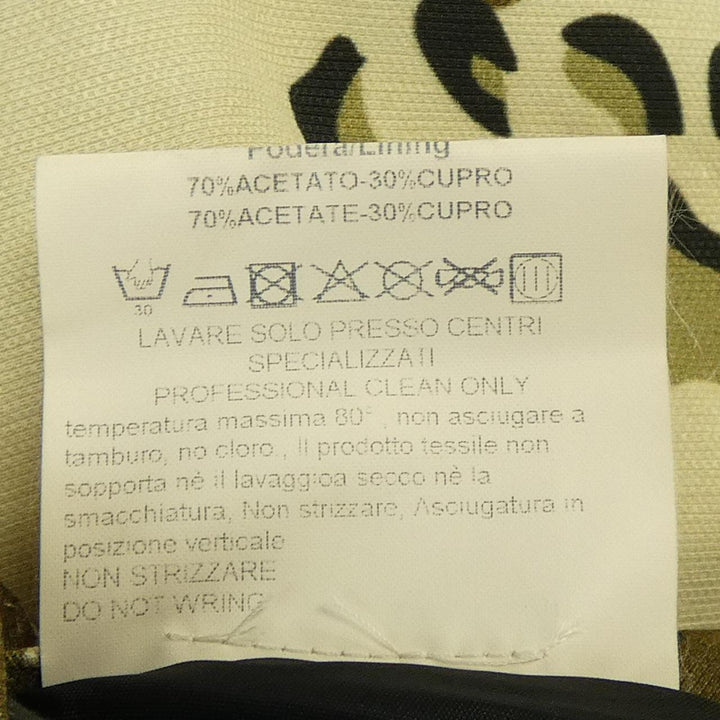 Fodera/Lining
70%ACETATO-30%CUPRO
70%ACETATE-30%CUPRO
30
LAVARE SOLO PRESSO CENTRI
SPECIALIZZATI
PROFESSIONAL CLEAN ONLY
temperatura massima 80° , non asciugare a
tamburo, no cloro , Il prodotto tessile non
sopporta nè il lavaggioa secco nè la
smacchiatura, Non strizzare, Asciugatura in
posizione verticale
NON STRIZZARE
DO NOT WRING